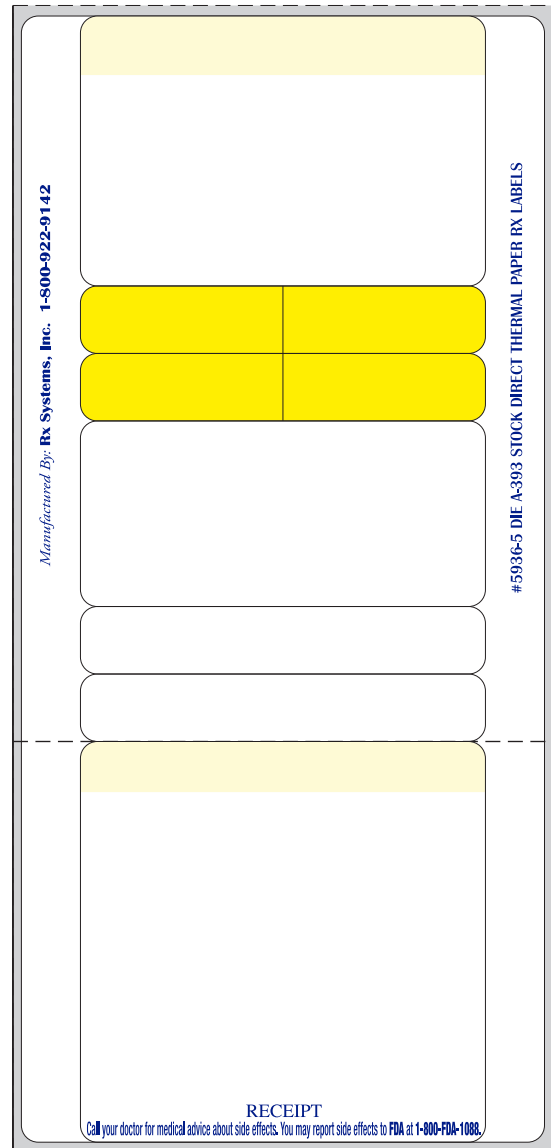 Manufactured By: Rx Systems, Inc. 1-800-922-9142
#5936-5 DIE A-393 STOCK DIRECT THERMAL PAPER RX LABELS
RECEIPT
Call your doctor for medical advice about side effects. You may report side effects to FDA at 1-800-FDA-1088.